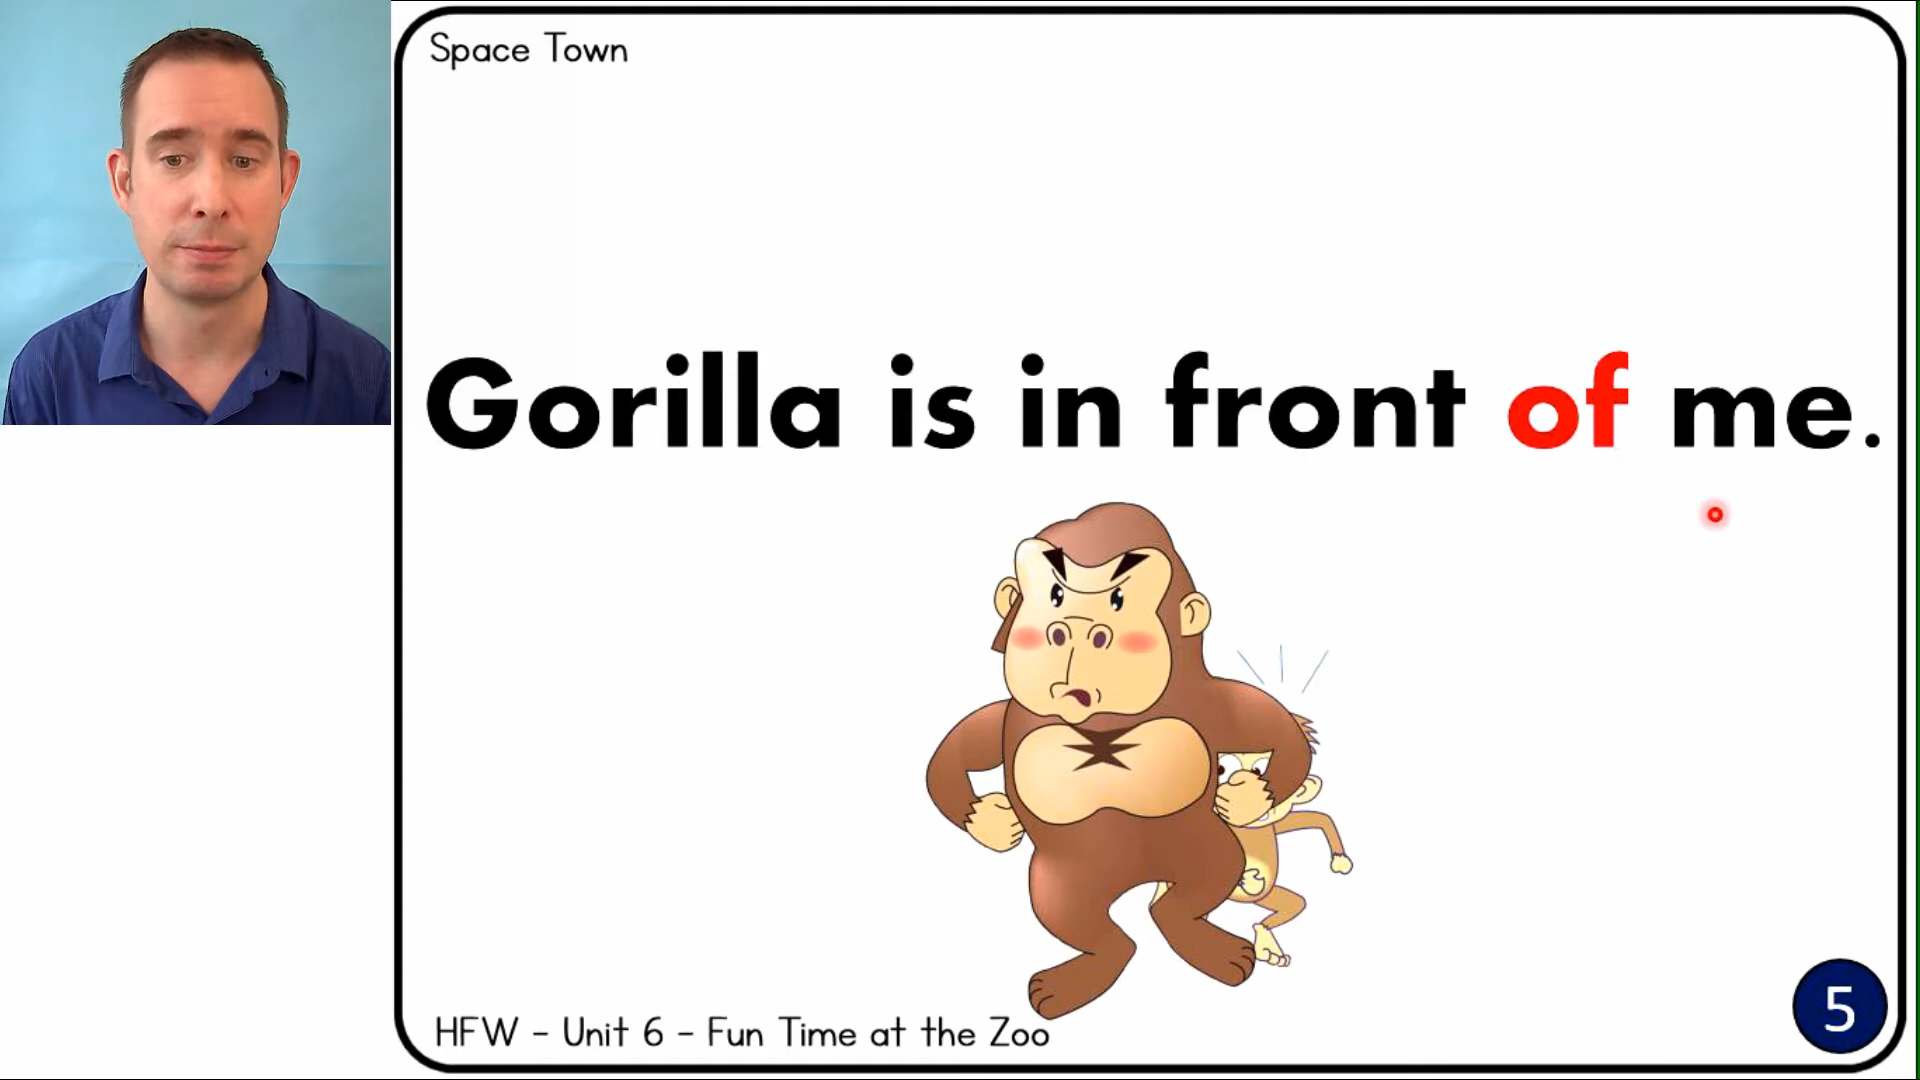 Space Town
Gorilla is in front of me.
HFW - Unit 6 - Fun Time at the Zoo
5